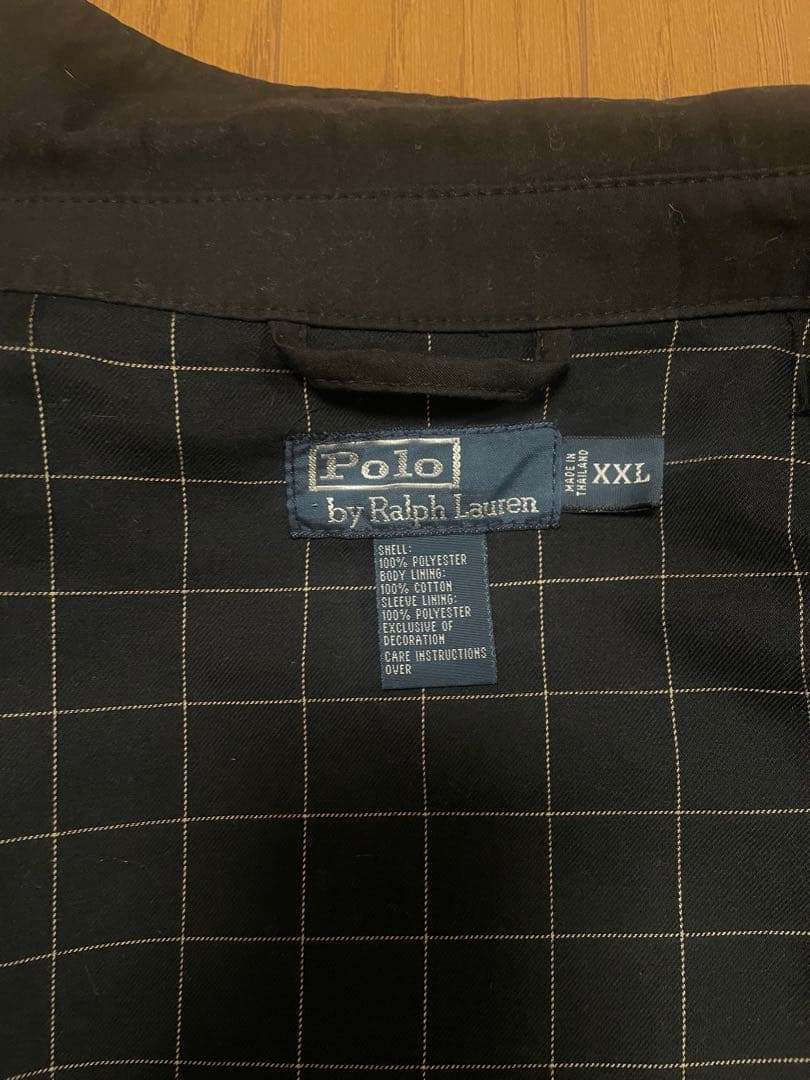 Polo
by Ralph Lauren
MADE IN
THAILAND
XXL
SHELL:
100% POLYESTER
BODY LINING:
100% COTTON
SLEEVE LINING:
100% POLYESTER
EXCLUSIVE OF
DECORATION
CARE INSTRUCTIONS
OVER